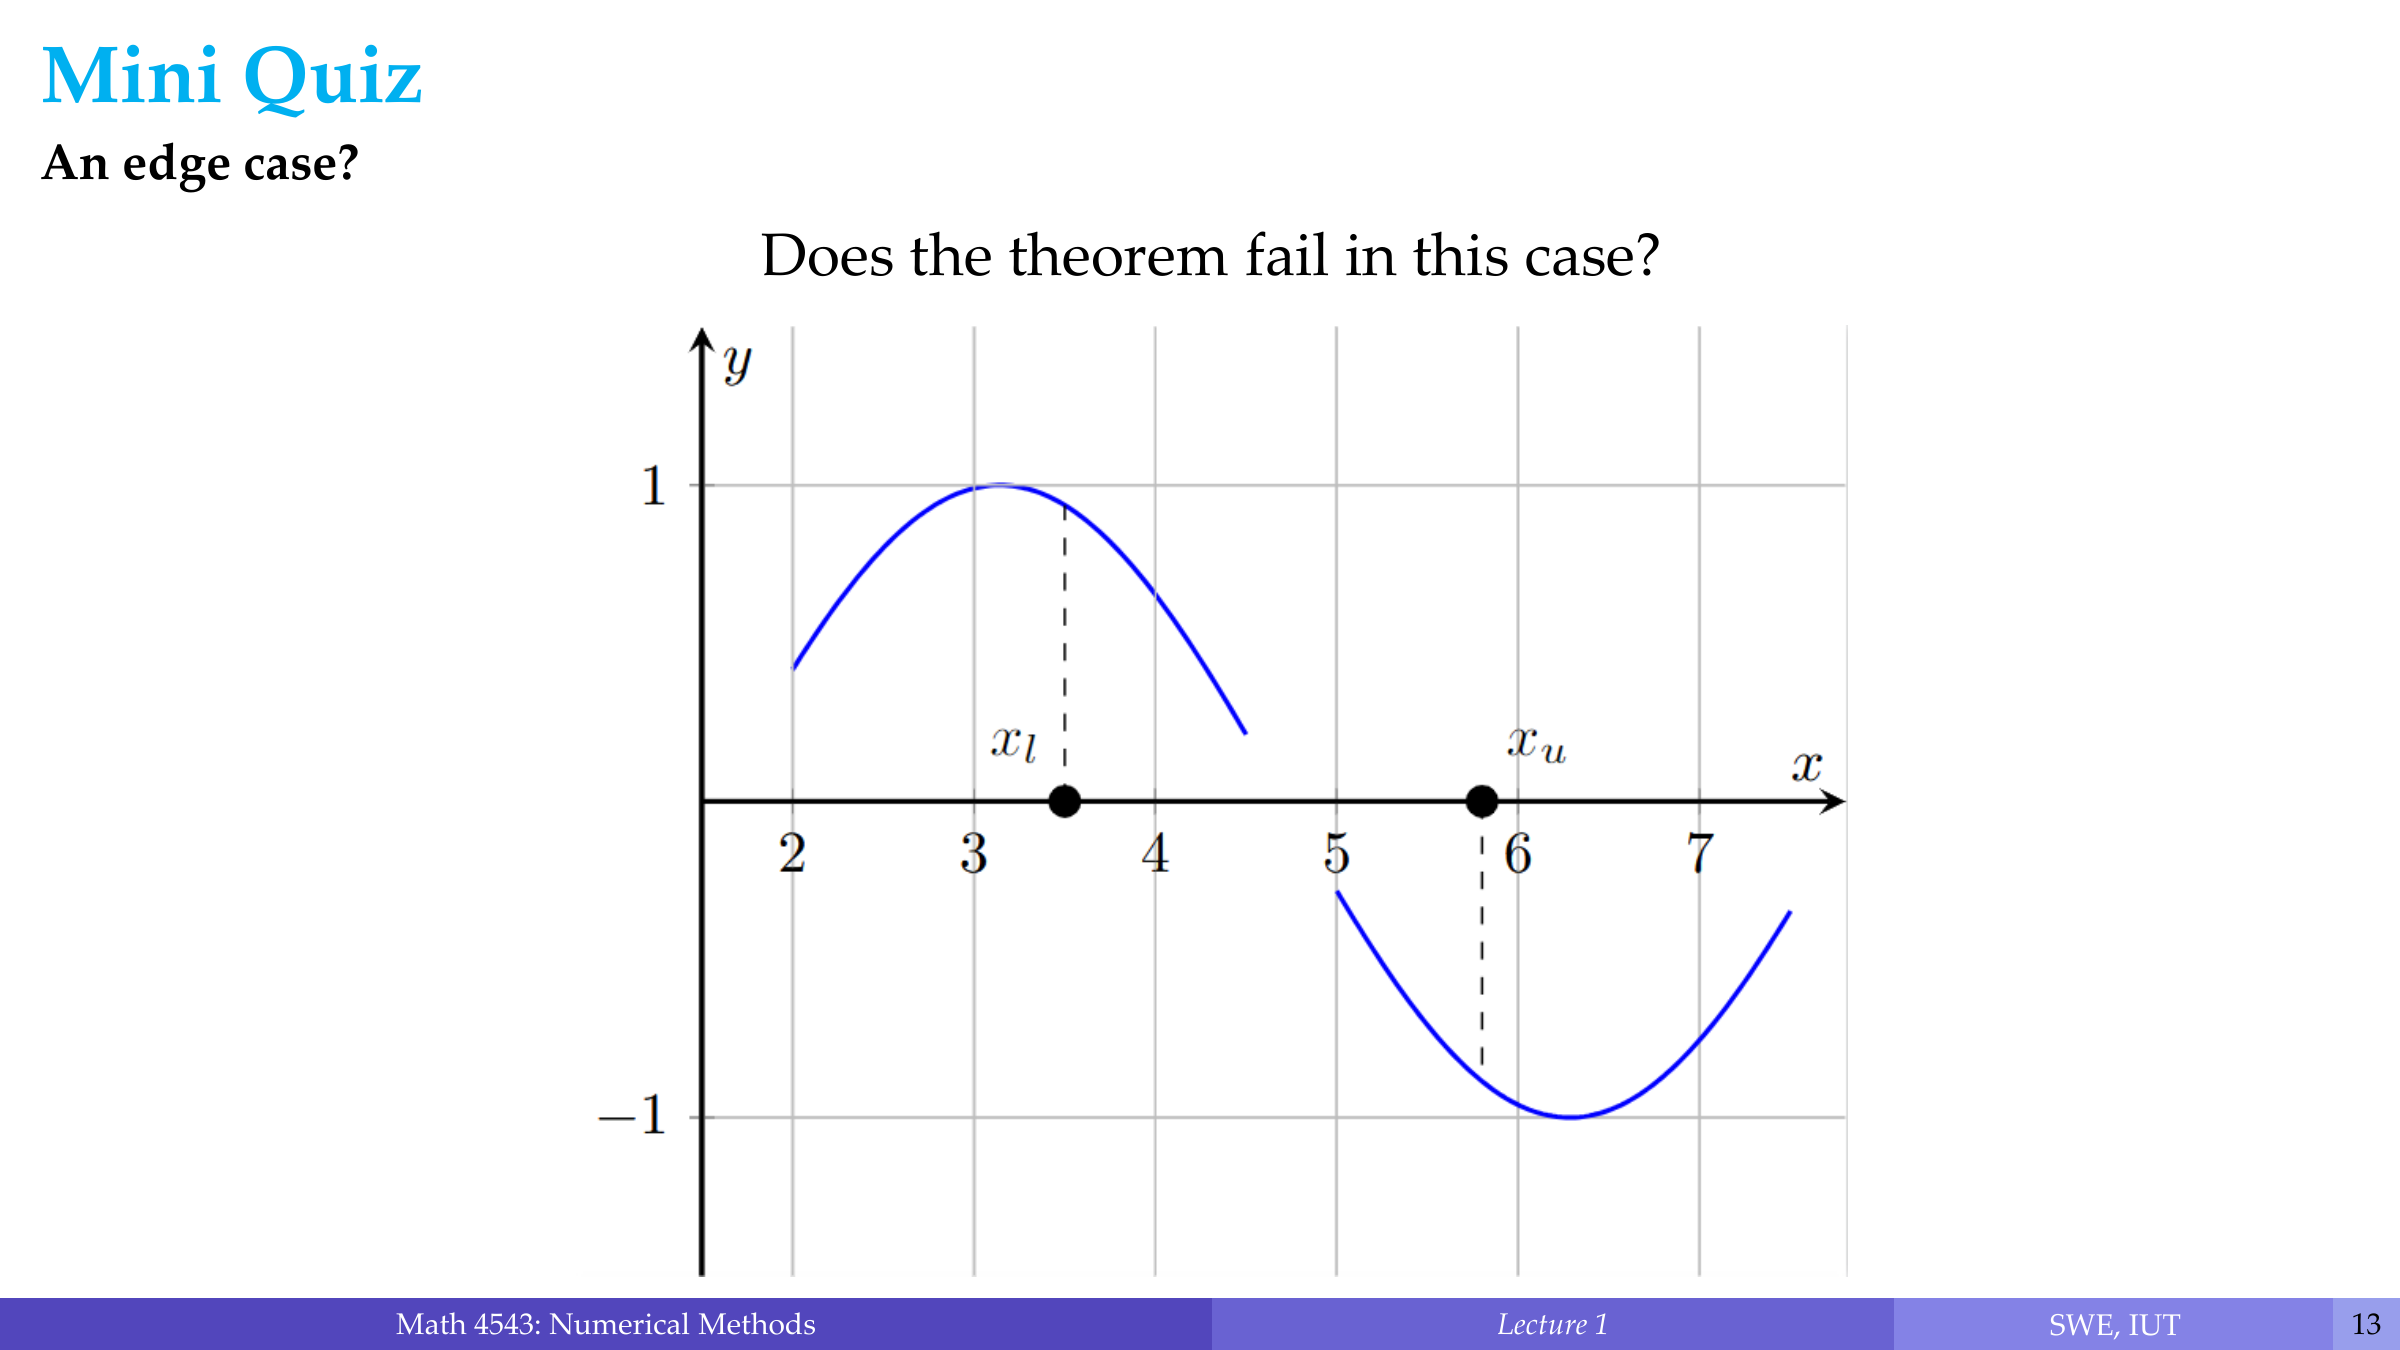 Mini Quiz
An edge case?
Does the theorem fail in this case?
y
1
x_l
x_u
x
2 3 4 5 6 7
−1
Math 4543: Numerical Methods Lecture 1 SWE, IUT 13